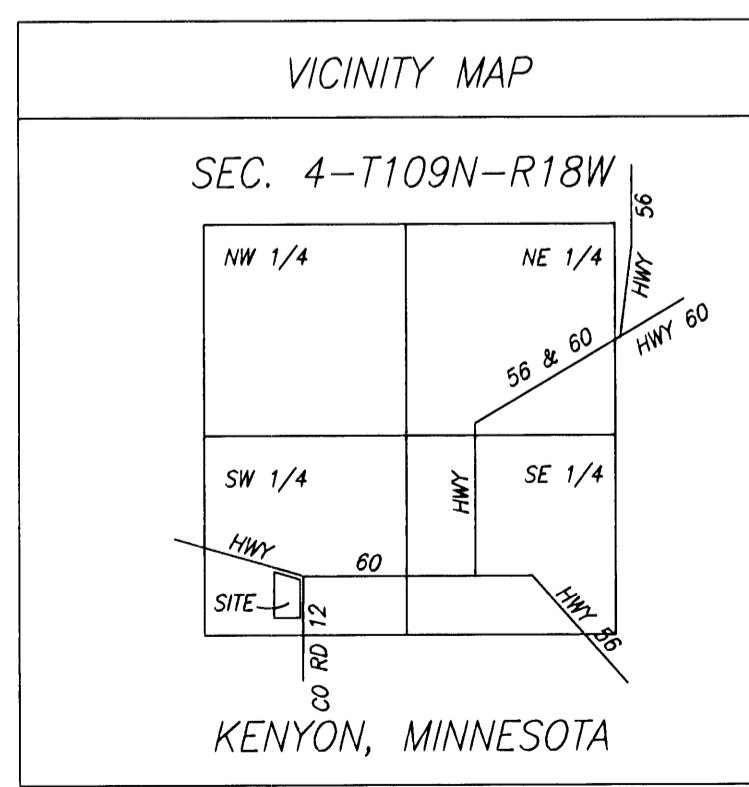 VICINITY MAP
SEC. 4-T109N-R18W
HWY 56
NW 1/4
NE 1/4
56 & 60
HWY 60
SW 1/4
HWY
SE 1/4
HWY
60
SITE
CO RD 12
HWY 56
KENYON, MINNESOTA